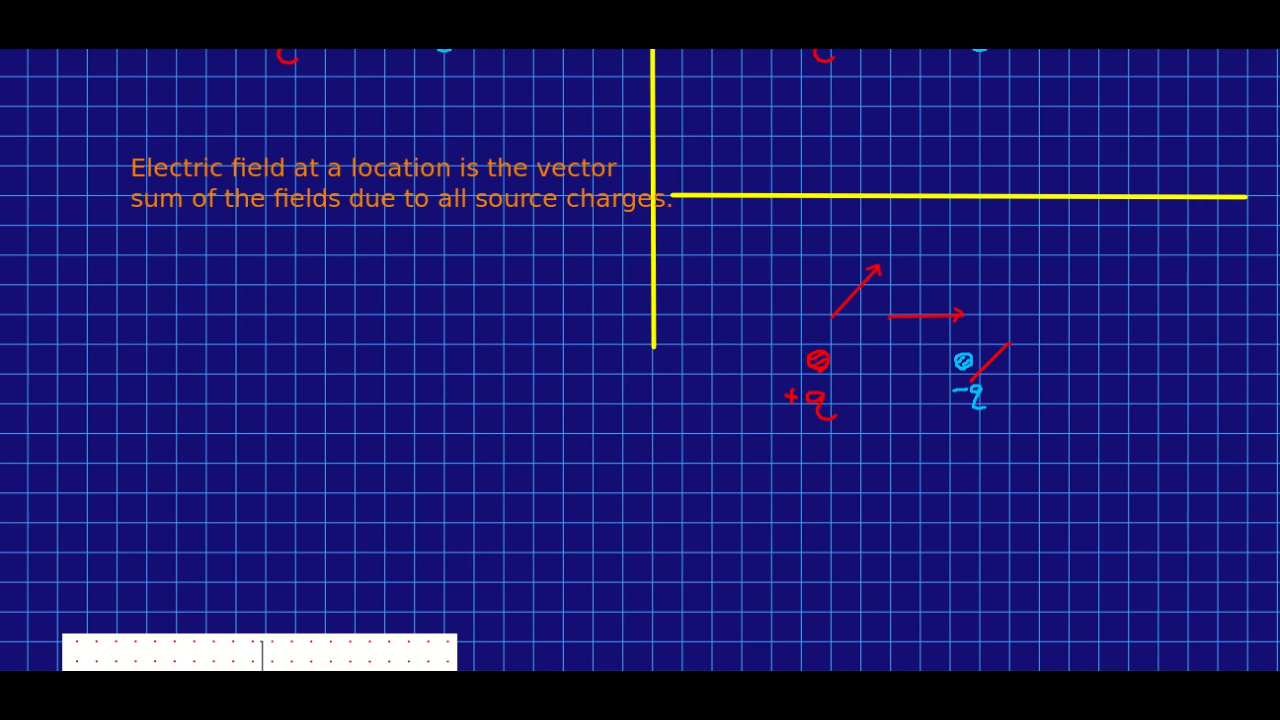 Electric field at a location is the vector
sum of the fields due to all source charges.
+q
-q